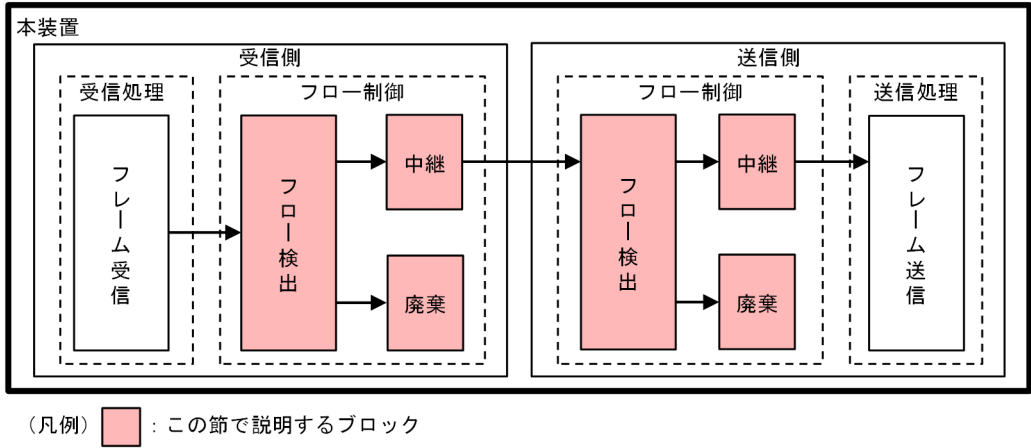 本装置
受信側
送信側
受信処理
フロー制御
フロー制御
送信処理
フレーム受信
フロー検出
中継
廃棄
フロー検出
中継
廃棄
フレーム送信
（凡例）　：この節で説明するブロック